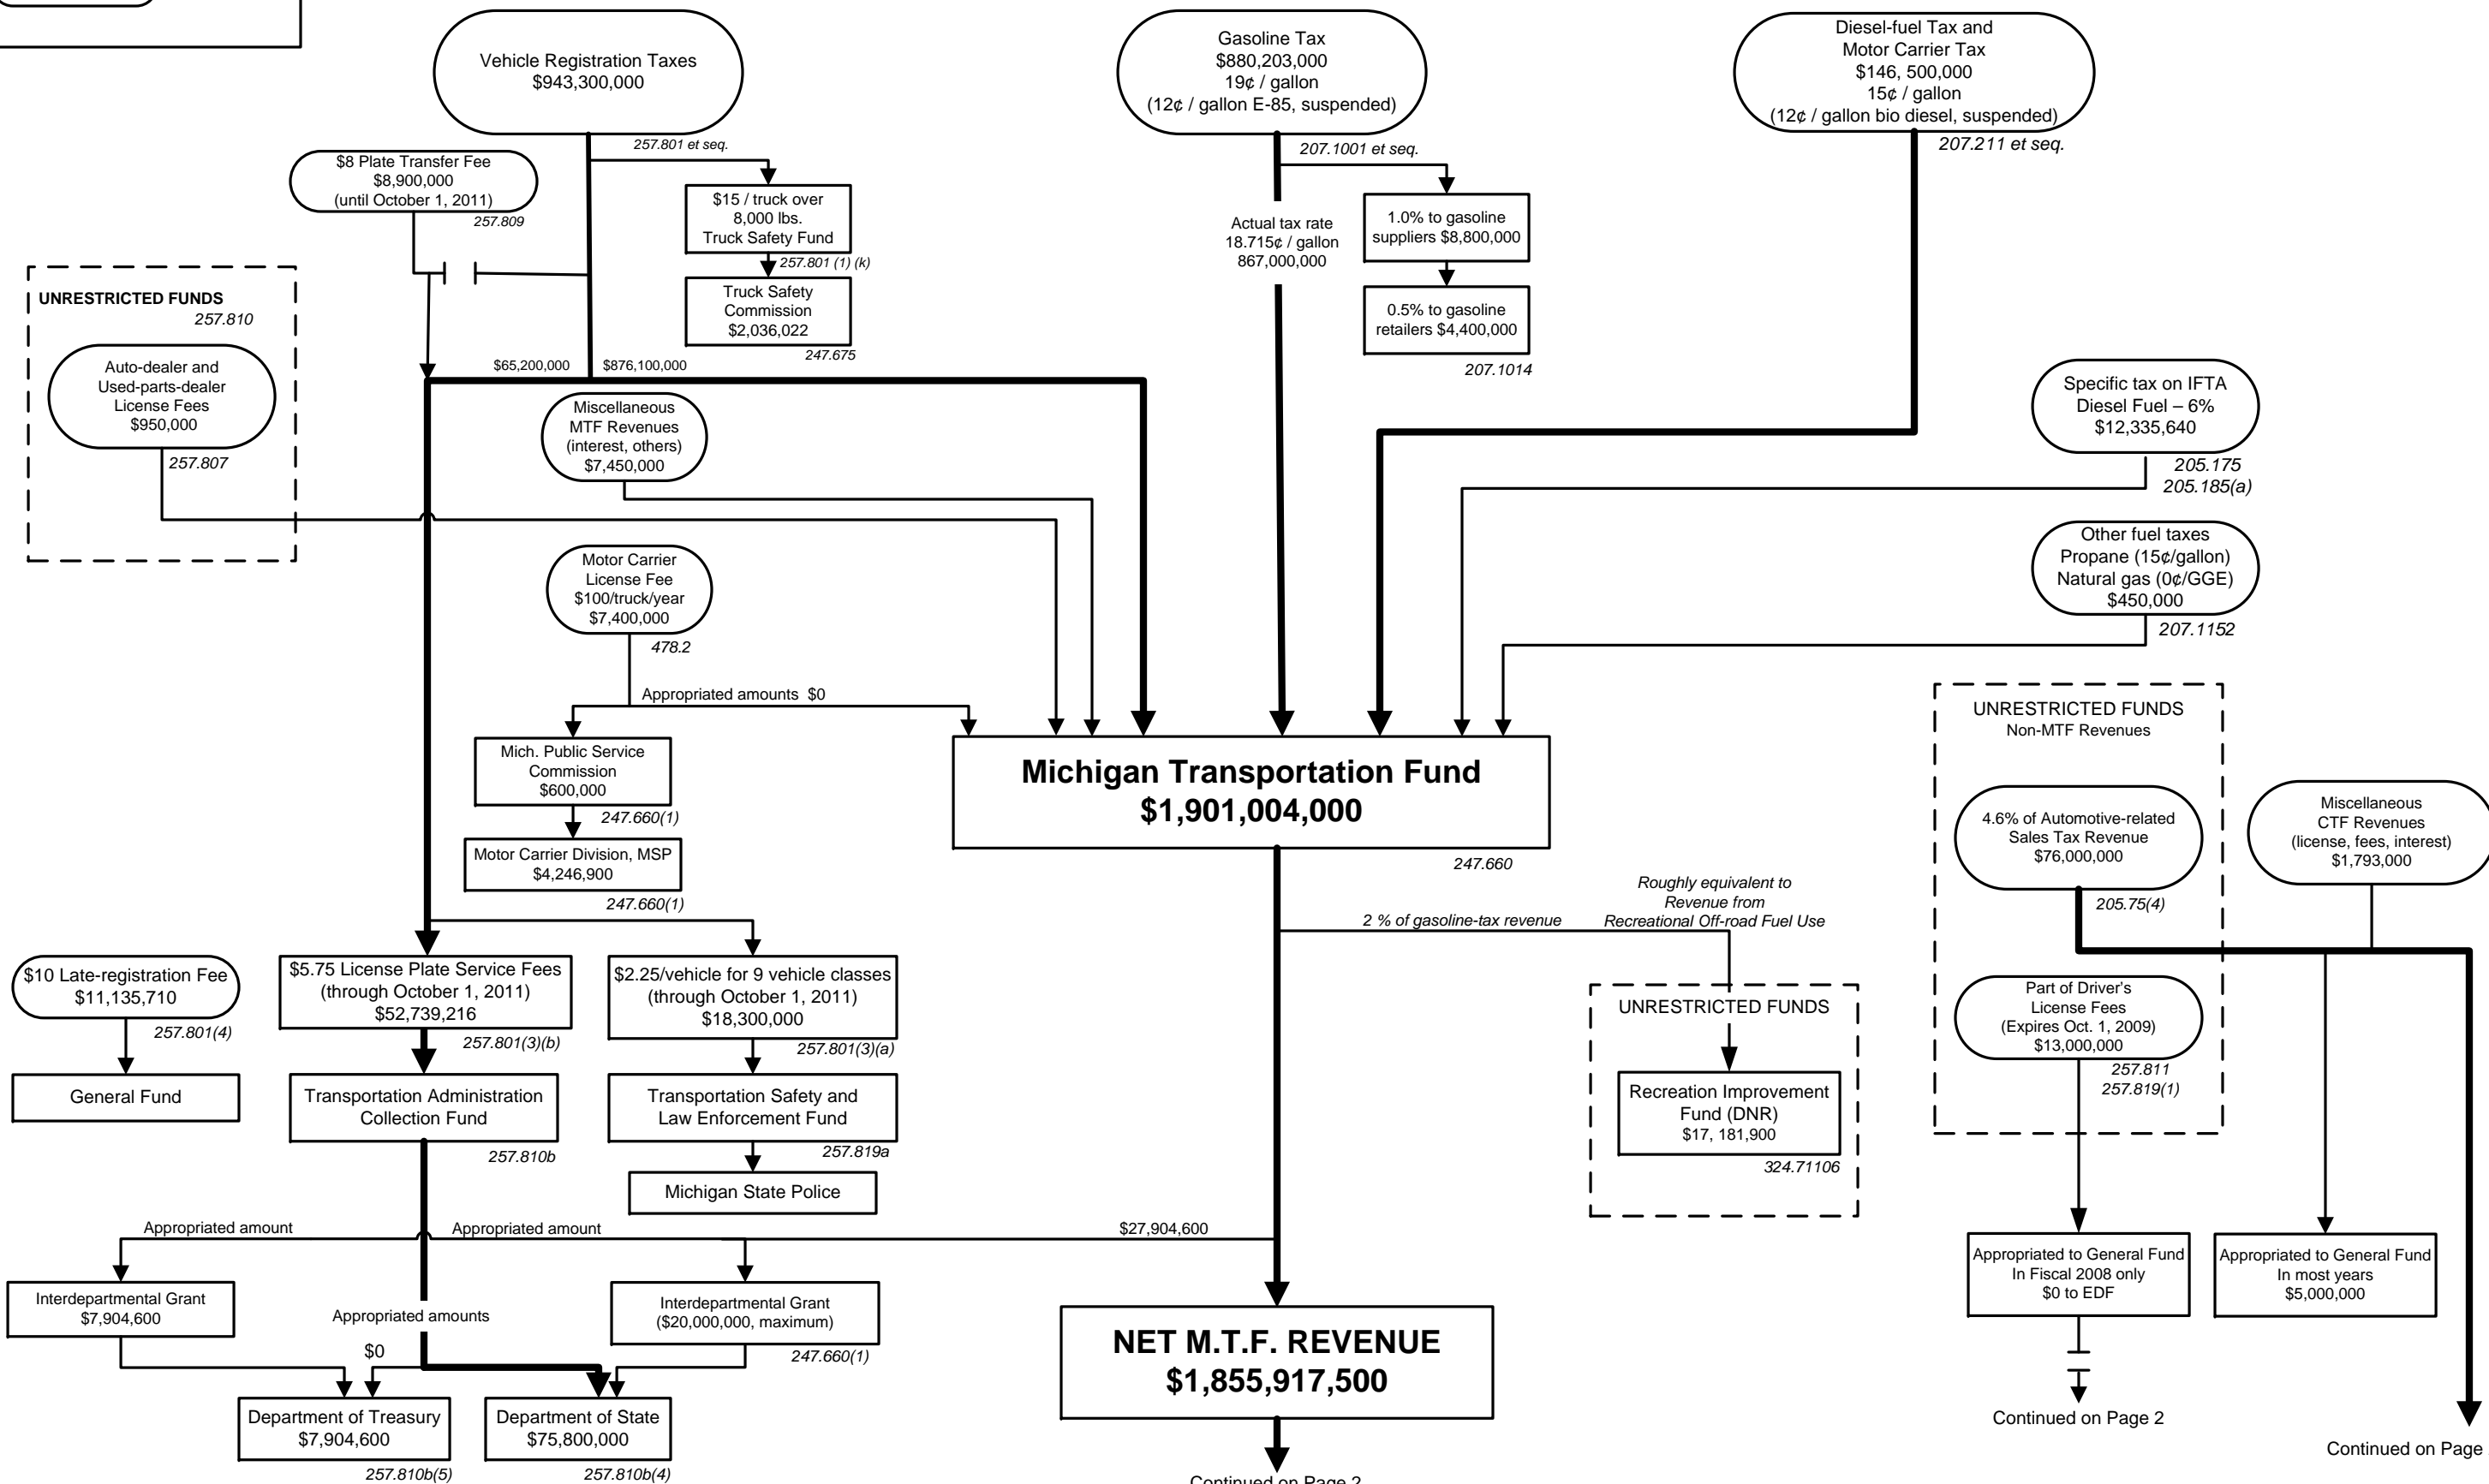 Vehicle Registration Taxes
$943,300,000
257.801 et seq.
Gasoline Tax
$880,203,000
19¢ / gallon
(12¢ / gallon E-85, suspended)
207.1001 et seq.
Diesel-fuel Tax and
Motor Carrier Tax
$146, 500,000
15¢ / gallon
(12¢ / gallon bio diesel, suspended)
207.211 et seq.
$8 Plate Transfer Fee
$8,900,000
(until October 1, 2011)
257.809
$15 / truck over
8,000 lbs.
Truck Safety Fund
257.801 (1) (k)
Truck Safety
Commission
$2,036,022
247.675
Actual tax rate
18.715¢ / gallon
867,000,000
1.0% to gasoline
suppliers $8,800,000
0.5% to gasoline
retailers $4,400,000
207.1014
UNRESTRICTED FUNDS
257.810
Auto-dealer and
Used-parts-dealer
License Fees
$950,000
257.807
$65,200,000
$876,100,000
Miscellaneous
MTF Revenues
(interest, others)
$7,450,000
Specific tax on IFTA
Diesel Fuel – 6%
$12,335,640
205.175
205.185(a)
Other fuel taxes
Propane (15¢/gallon)
Natural gas (0¢/GGE)
$450,000
207.1152
Motor Carrier
License Fee
$100/truck/year
$7,400,000
478.2
Appropriated amounts  $0
Mich. Public Service
Commission
$600,000
247.660(1)
Motor Carrier Division, MSP
$4,246,900
247.660(1)
Michigan Transportation Fund
$1,901,004,000
247.660
UNRESTRICTED FUNDS
Non-MTF Revenues
4.6% of Automotive-related
Sales Tax Revenue
$76,000,000
205.75(4)
Miscellaneous
CTF Revenues
(license, fees, interest)
$1,793,000
2 % of gasoline-tax revenue
Roughly equivalent to
Revenue from
Recreational Off-road Fuel Use
$10 Late-registration Fee
$11,135,710
257.801(4)
General Fund
$5.75 License Plate Service Fees
(through October 1, 2011)
$52,739,216
257.801(3)(b)
$2.25/vehicle for 9 vehicle classes
(through October 1, 2011)
$18,300,000
257.801(3)(a)
Transportation Administration
Collection Fund
257.810b
Transportation Safety and
Law Enforcement Fund
257.819a
Michigan State Police
UNRESTRICTED FUNDS
Recreation Improvement
Fund (DNR)
$17, 181,900
324.71106
Part of Driver's
License Fees
(Expires Oct. 1, 2009)
$13,000,000
257.811
257.819(1)
Appropriated amount
Appropriated amount
$27,904,600
Interdepartmental Grant
$7,904,600
Appropriated amounts
$0
Interdepartmental Grant
($20,000,000, maximum)
247.660(1)
Department of Treasury
$7,904,600
257.810b(5)
Department of State
$75,800,000
257.810b(4)
NET M.T.F. REVENUE
$1,855,917,500
Continued on Page 2
Appropriated to General Fund
In Fiscal 2008 only
$0 to EDF
Continued on Page 2
Appropriated to General Fund
In most years
$5,000,000
Continued on Page